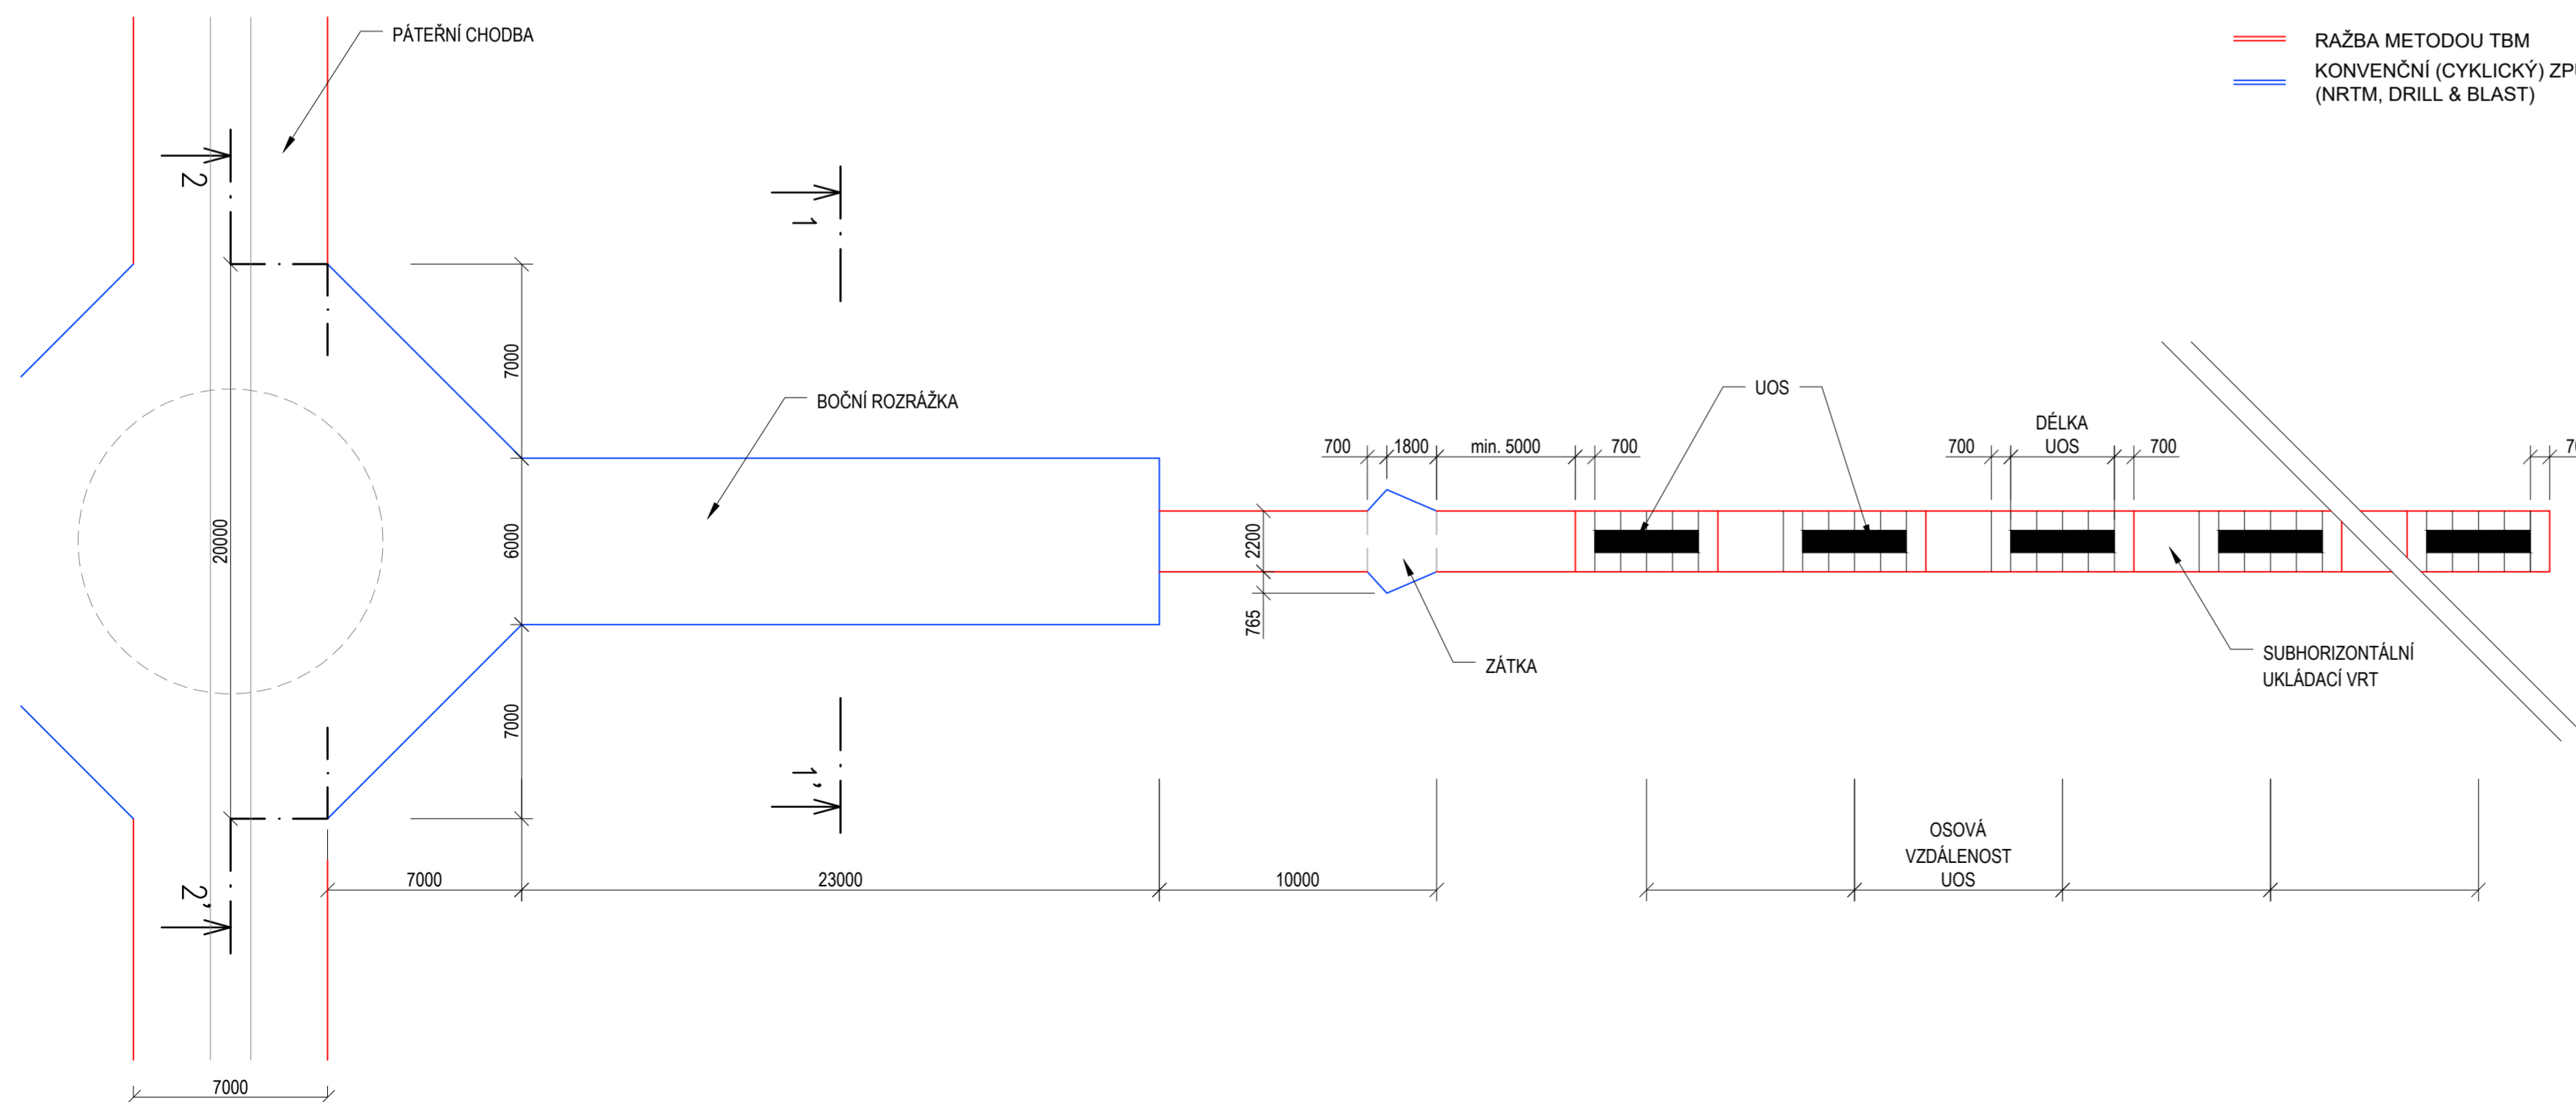 PÁTEŘNÍ CHODBA
RAŽBA METODOU TBM
KONVENČNÍ (CYKLICKÝ)
(NRTM, DRILL & BLAST)
2
1
7000
BOČNÍ ROZRÁŽKA
UOS
DÉLKA
UOS
700
1800
min. 5000
700
700
700
20000
6000
2200
765
ZÁTKA
SUBHORIZONTÁLNÍ
UKLÁDACÍ VRT
7000
1'
2'
OSOVÁ
VZDÁLENOST
UOS
7000
23000
10000
7000